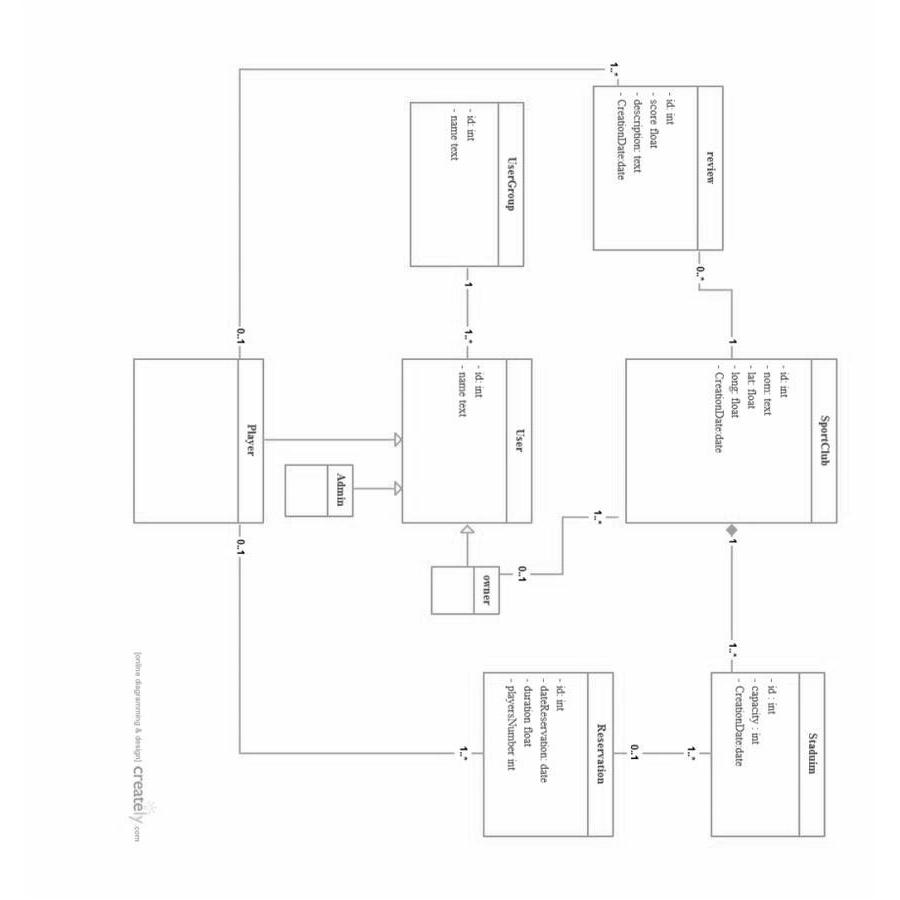 review
- id: int
- score float
- description: text
- CreationDate:date
1..*
0..*
UserGroup
- id: int
- name text
1
1..*
SportClub
- id: int
- nom: text
- lat: float
- long: float
- CreationDate:date
1
1..*
1
User
- id: int
- name text
Player
0..1
0..1
Admin
owner
0..1
Staduim
- id : int
- capacity : int
- CreationDate:date
1..*
1..*
Reservation
- id: int
- dateReservation: date
- duration float
- playersNumber int
0..1
1..*
[online diagramming & design] creately.com